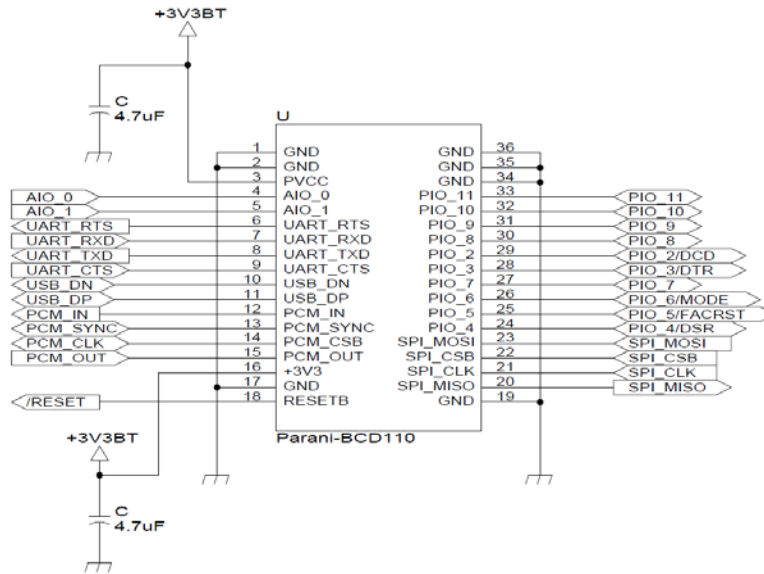 +3V3BT
C
4.7uF
U
1 GND GND 36
2 GND GND 35
3 PVCC GND 34
AIO_0 4 AIO_0 PIO_11 33 PIO_11
AIO_1 5 AIO_1 PIO_10 32 PIO_10
UART_RTS 6 UART_RTS PIO_9 31 PIO_9
UART_RXD 7 UART_RXD PIO_8 30 PIO_8
UART_TXD 8 UART_TXD PIO_2 29 PIO_2/DCD
UART_CTS 9 UART_CTS PIO_3 28 PIO_3/DTR
USB_DN 10 USB_DN PIO_7 27 PIO_7
USB_DP 11 USB_DP PIO_6 26 PIO_6/MODE
PCM_IN 12 PCM_IN PIO_5 25 PIO_5/FACRST
PCM_SYNC 13 PCM_SYNC PIO_4 24 PIO_4/DSR
PCM_CLK 14 PCM_CSB SPI_MOSI 23 SPI_MOSI
PCM_OUT 15 PCM_OUT SPI_CSB 22 SPI_CSB
16 +3V3 SPI_CLK 21 SPI_CLK
17 GND SPI_MISO 20 SPI_MISO
/RESET 18 RESETB GND 19
+3V3BT
Parani-BCD110
C
4.7uF